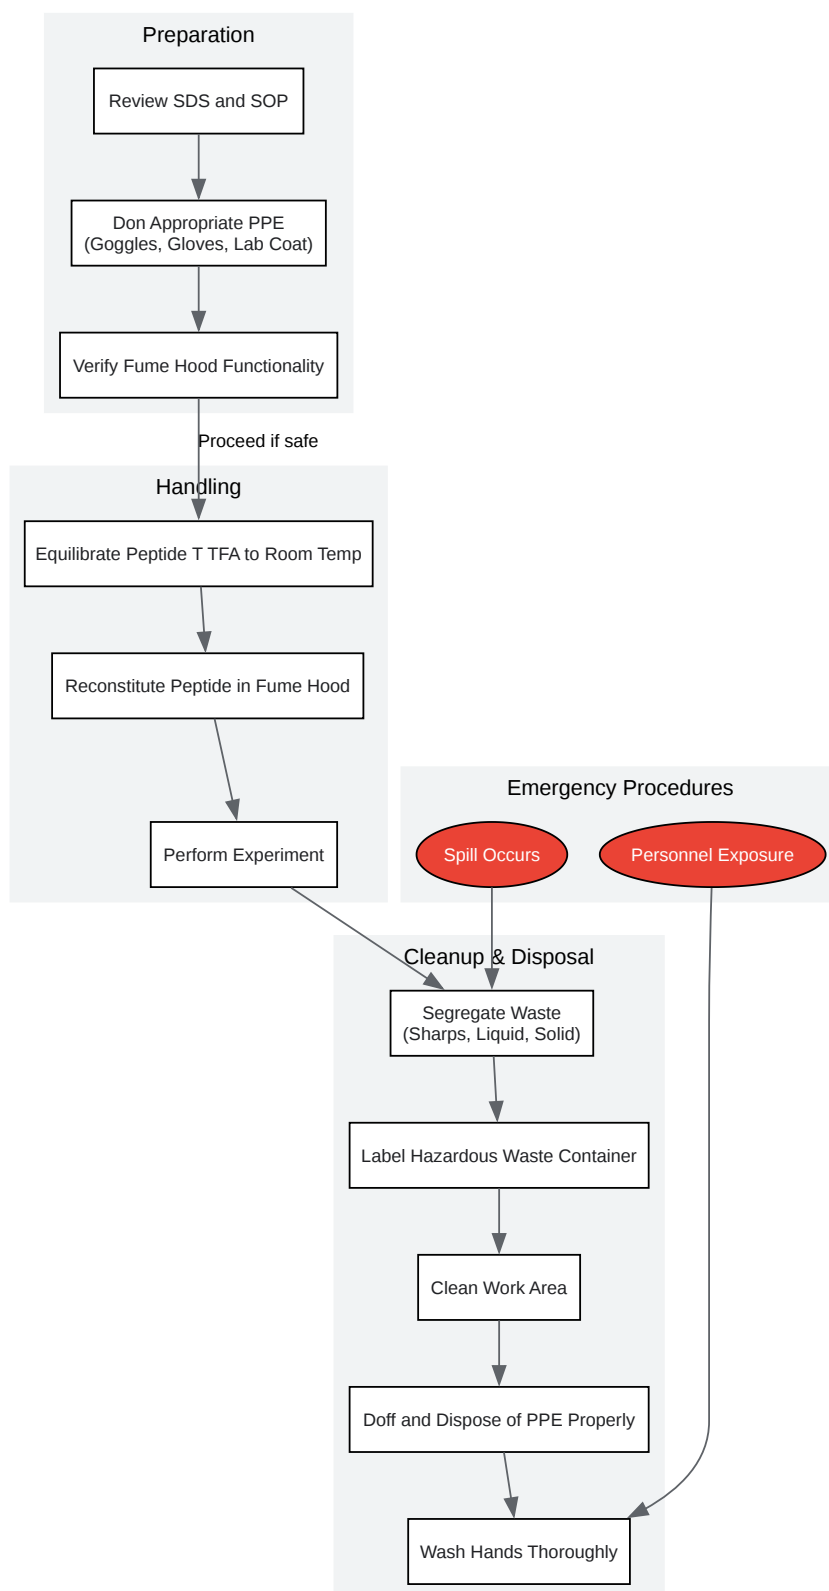 Preparation
Review SDS and SOP
Don Appropriate PPE
(Goggles, Gloves, Lab Coat)
Verify Fume Hood Functionality
Proceed if safe
Handling
Equilibrate Peptide T TFA to Room Temp
Reconstitute Peptide in Fume Hood
Perform Experiment
Emergency Procedures
Spill Occurs
Personnel Exposure
Cleanup & Disposal
Segregate Waste
(Sharps, Liquid, Solid)
Label Hazardous Waste Container
Clean Work Area
Doff and Dispose of PPE Properly
Wash Hands Thoroughly